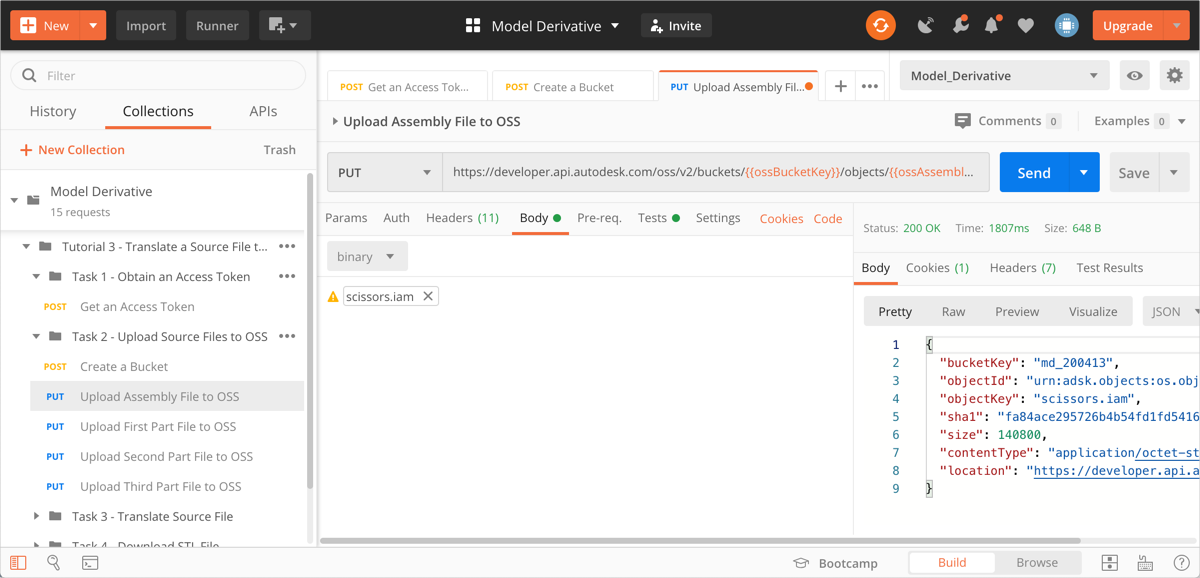 New
Import
Runner
Model Derivative
Invite
Upgrade
Filter
History
Collections
APIs
New Collection
Trash
Model Derivative
15 requests
Tutorial 3 - Translate a Source File t...
Task 1 - Obtain an Access Token
POST Get an Access Token
Task 2 - Upload Source Files to OSS
POST Create a Bucket
PUT Upload Assembly File to OSS
PUT Upload First Part File to OSS
PUT Upload Second Part File to OSS
PUT Upload Third Part File to OSS
Task 3 - Translate Source File
Task 4 - Download STL File
POST Get an Access Tok...
POST Create a Bucket
PUT Upload Assembly Fil...
Model_Derivative
Upload Assembly File to OSS
Comments 0
Examples 0
PUT
https://developer.api.autodesk.com/oss/v2/buckets/{{ossBucketKey}}/objects/{{ossAssembl...
Send
Save
Params
Auth
Headers (11)
Body
Pre-req.
Tests
Settings
Cookies
Code
binary
scissors.iam
Status: 200 OK
Time: 1807ms
Size: 648 B
Body
Cookies (1)
Headers (7)
Test Results
Pretty
Raw
Preview
Visualize
JSON
1 {
2 "bucketKey": "md_200413",
3 "objectId": "urn:adsk.objects:os.obj
4 "objectKey": "scissors.iam",
5 "sha1": "fa84ace295726b4b54fd1fd5416
6 "size": 140800,
7 "contentType": "application/octet-st
8 "location": "https://developer.api.a
9 }
Bootcamp
Build
Browse